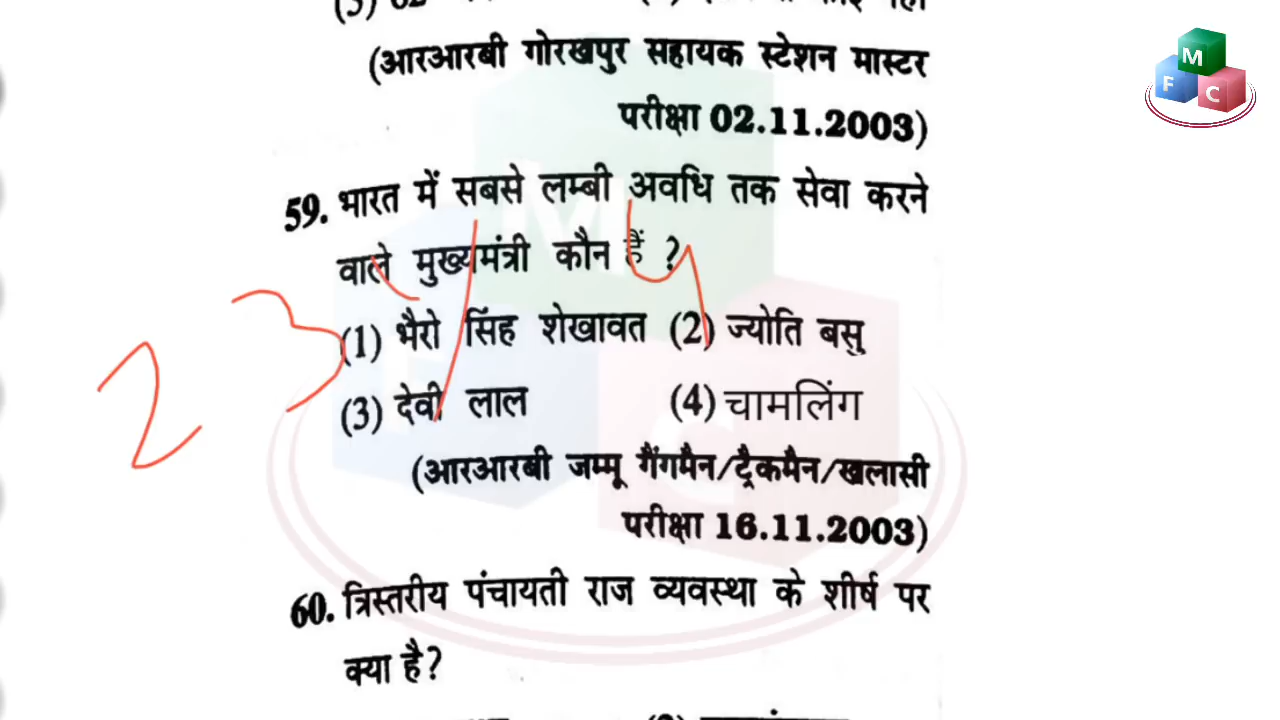 (आरआरबी गोरखपुर सहायक स्टेशन मास्टर
परीक्षा 02.11.2003)
59. भारत में सबसे लम्बी अवधि तक सेवा करने
वाले मुख्यमंत्री कौन हैं ?
(1) भैरो सिंह शेखावत (2) ज्योति बसु
(3) देवी लाल (4) चामलिंग
(आरआरबी जम्मू गैंगमैन/ट्रैकमैन/खलासी
परीक्षा 16.11.2003)
60. त्रिस्तरीय पंचायती राज व्यवस्था के शीर्ष पर
क्या है?
M
F C
2 3